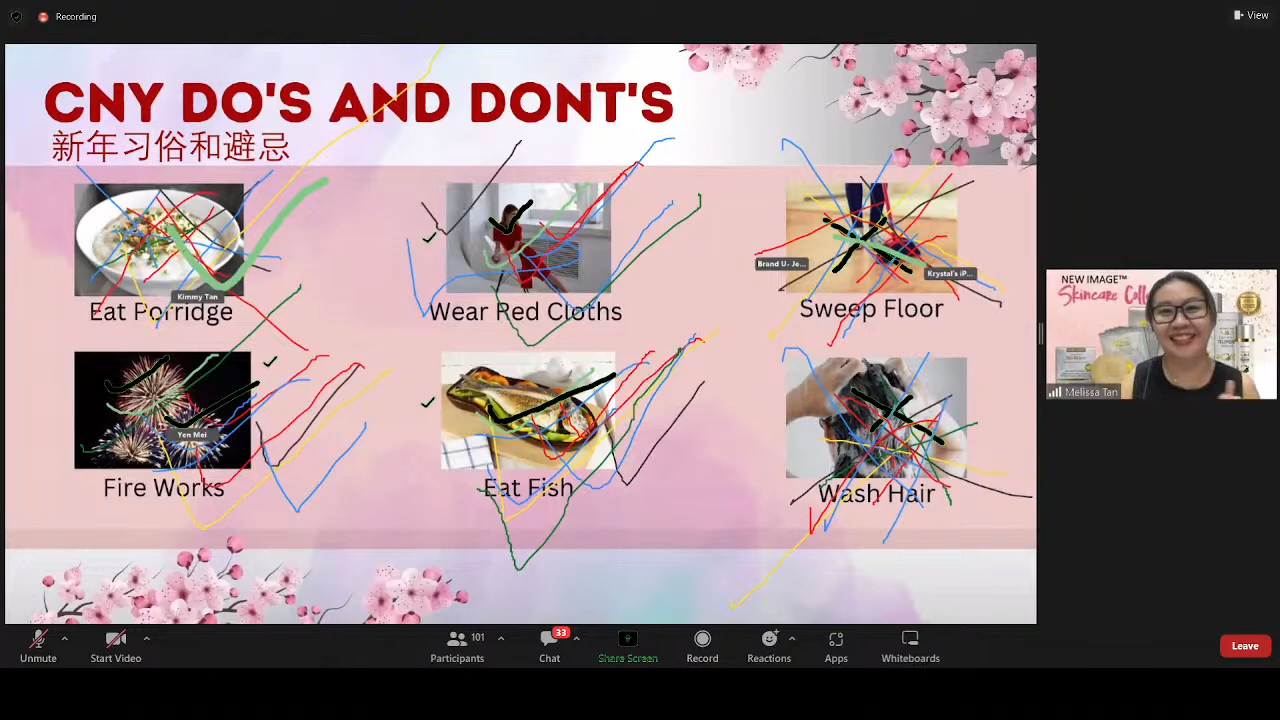 Recording
View
CNY DO'S AND DONT'S
新年习俗和避忌
Kimmy Tan
Eat Porridge
Wear Red Cloths
Brand U- Je...
Krystal's iP...
Sweep Floor
Yen Mei
Fire Works
Eat Fish
Wash Hair
NEW IMAGE™
Skincare Coll
Melissa Tan
Unmute
Start Video
101
Participants
33
Chat
Share Screen
Record
Reactions
Apps
Whiteboards
Leave